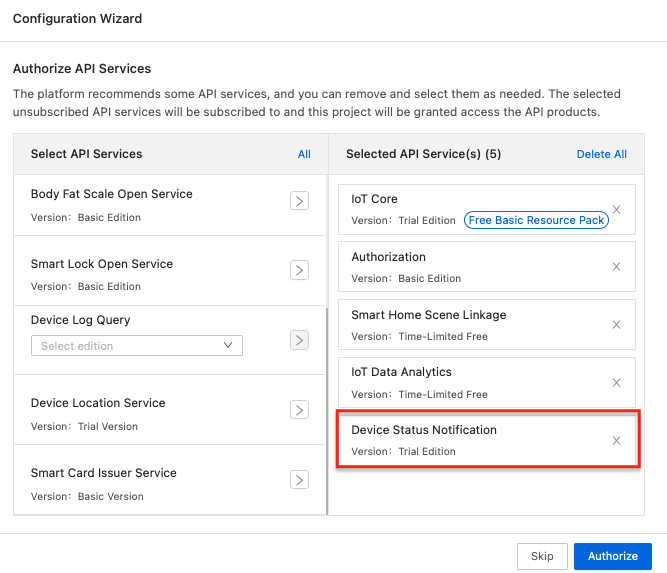 Configuration Wizard
Authorize API Services
The platform recommends some API services, and you can remove and select them as needed. The selected
unsubscribed API services will be subscribed to and this project will be granted access the API products.
Select API Services
All
Body Fat Scale Open Service
Version: Basic Edition
Smart Lock Open Service
Version: Basic Edition
Device Log Query
Select edition
Device Location Service
Version: Trial Version
Smart Card Issuer Service
Version: Basic Version
Selected API Service(s) (5)
Delete All
IoT Core
Version: Trial Edition Free Basic Resource Pack
Authorization
Version: Basic Edition
Smart Home Scene Linkage
Version: Time-Limited Free
IoT Data Analytics
Version: Time-Limited Free
Device Status Notification
Version: Trial Edition
Skip
Authorize